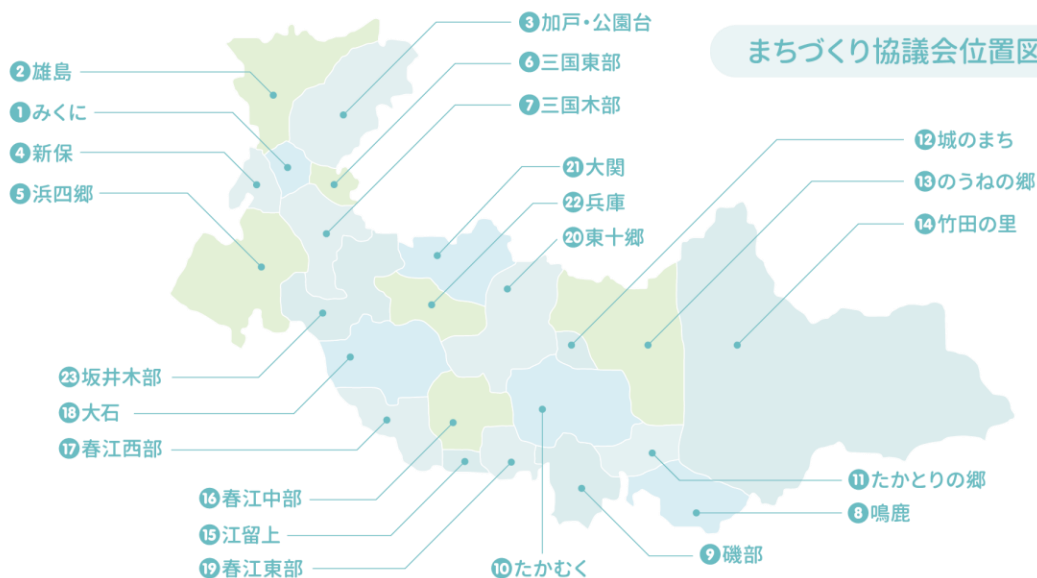 まちづくり協議会位置図
③加戸・公園台
⑥三国東部
⑦三国木部
②雄島
①みくに
④新保
⑤浜四郷
㉑大関
㉒兵庫
⑳東十郷
⑫城のまち
⑬のうねの郷
⑭竹田の里
㉓坂井木部
⑱大石
⑰春江西部
⑯春江中部
⑮江留上
⑲春江東部
⑩たかむく
⑨磯部
⑪たかとりの郷
⑧鳴鹿